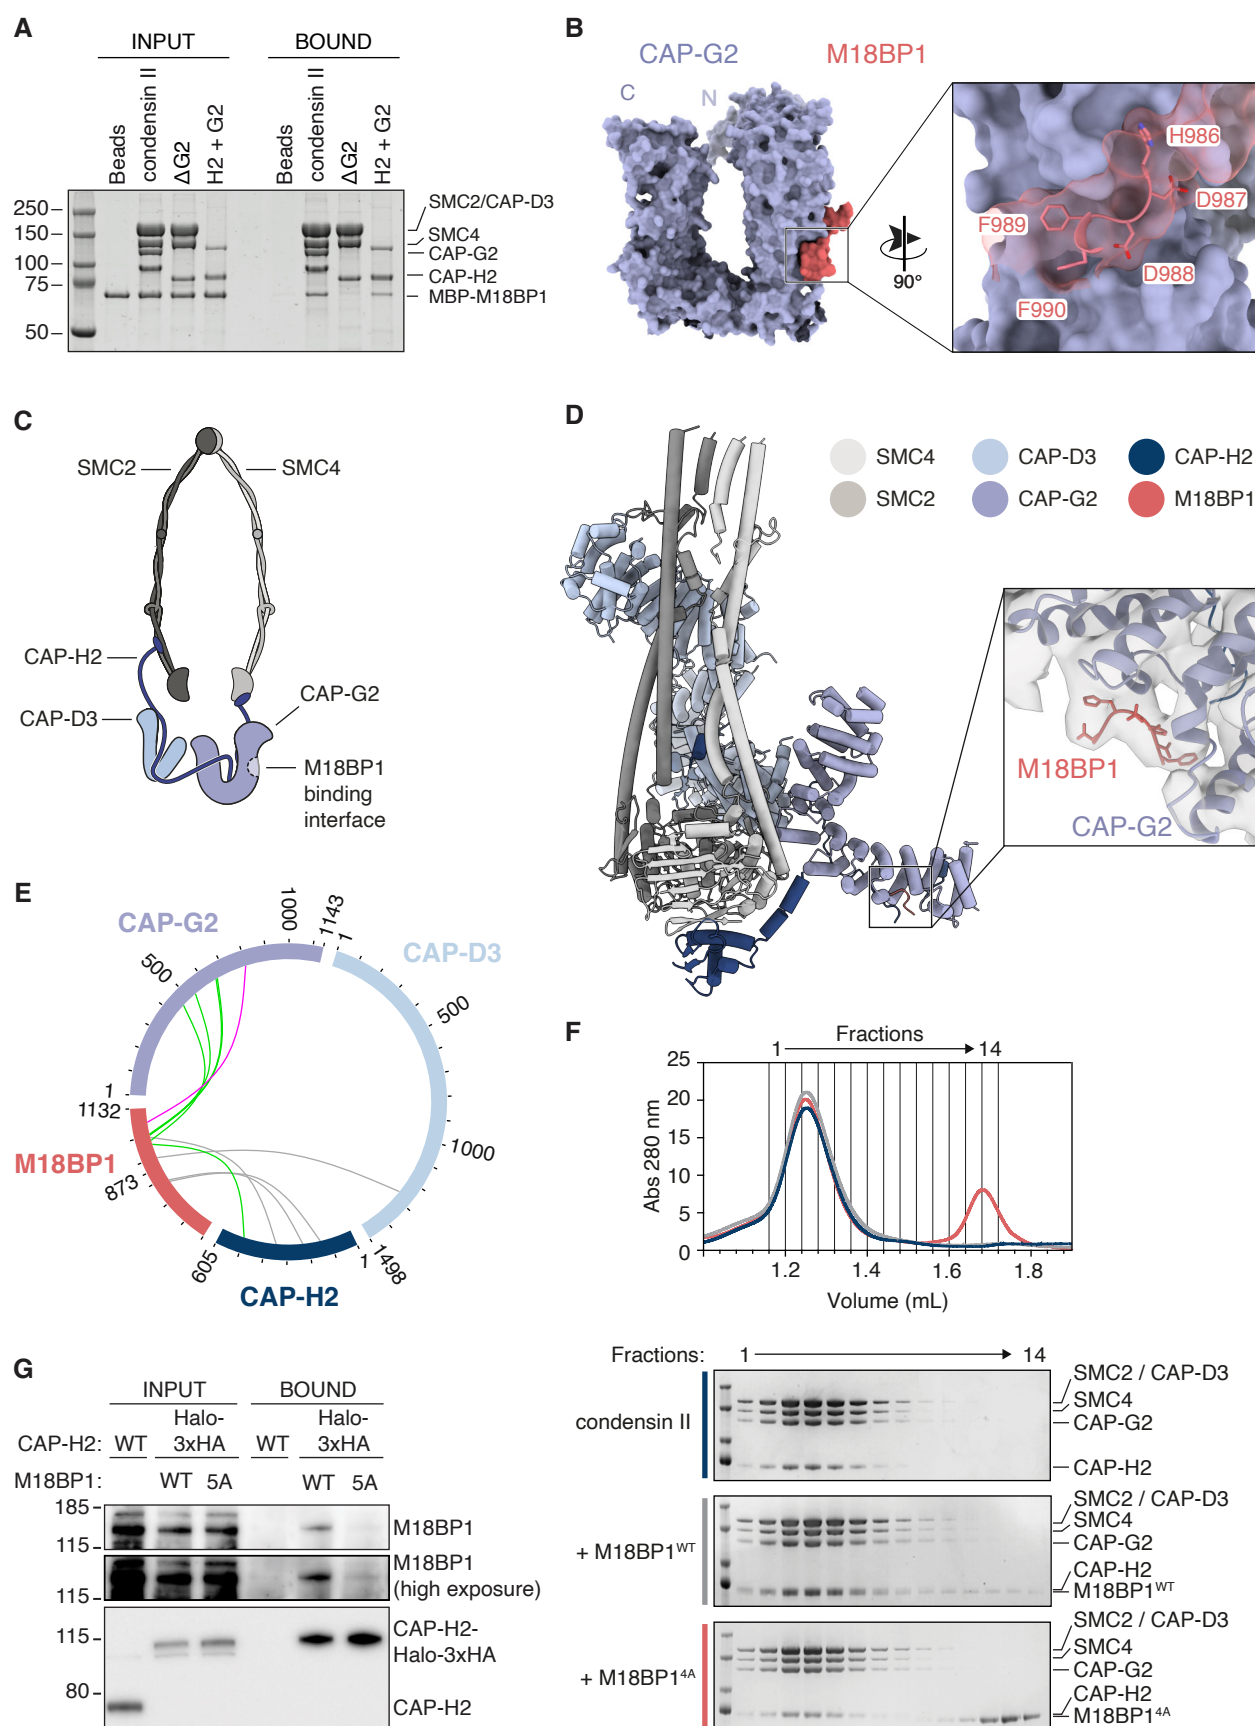 A
INPUT
BOUND
Beads
condensin II
ΔG2
H2 + G2
Beads
condensin II
ΔG2
H2 + G2
250
150
100
75
50
SMC2/CAP-D3
SMC4
CAP-G2
CAP-H2
MBP-M18BP1
B
CAP-G2
M18BP1
C
N
90°
H986
D987
F989
D988
F990
C
SMC2
SMC4
CAP-H2
CAP-D3
CAP-G2
M18BP1
binding
interface
D
SMC4
CAP-D3
CAP-H2
SMC2
CAP-G2
M18BP1
M18BP1
CAP-G2
E
CAP-G2
CAP-D3
M18BP1
CAP-H2
1
500
1000
1143
1
500
1000
1498
1
605
873
1132
F
Fractions
1
14
Abs 280 nm
25
20
15
10
5
0
1.2
1.4
1.6
1.8
Volume (mL)
Fractions:
1
14
condensin II
SMC2 / CAP-D3
SMC4
CAP-G2
CAP-H2
+ M18BP1WT
SMC2 / CAP-D3
SMC4
CAP-G2
CAP-H2
M18BP1WT
+ M18BP14A
SMC2 / CAP-D3
SMC4
CAP-G2
CAP-H2
M18BP14A
G
INPUT
BOUND
Halo-
Halo-
CAP-H2: WT 3xHA WT 3xHA
M18BP1: WT 5A WT 5A
185
115
M18BP1
115
M18BP1
(high exposure)
115
80
CAP-H2-
Halo-3xHA
CAP-H2